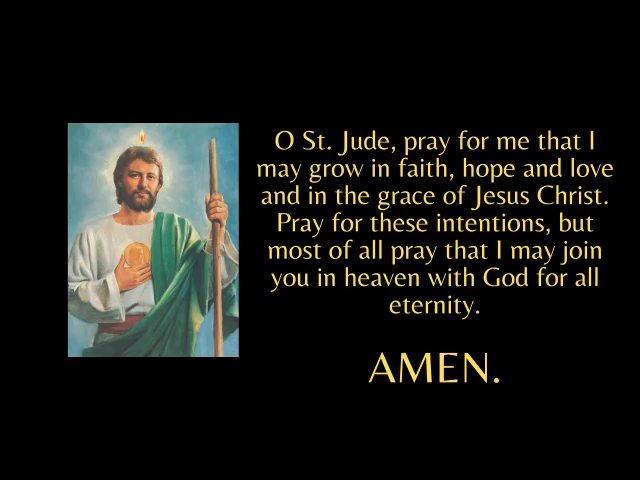 O St. Jude, pray for me that I
may grow in faith, hope and love
and in the grace of Jesus Christ.
Pray for these intentions, but
most of all pray that I may join
you in heaven with God for all
eternity.
AMEN.